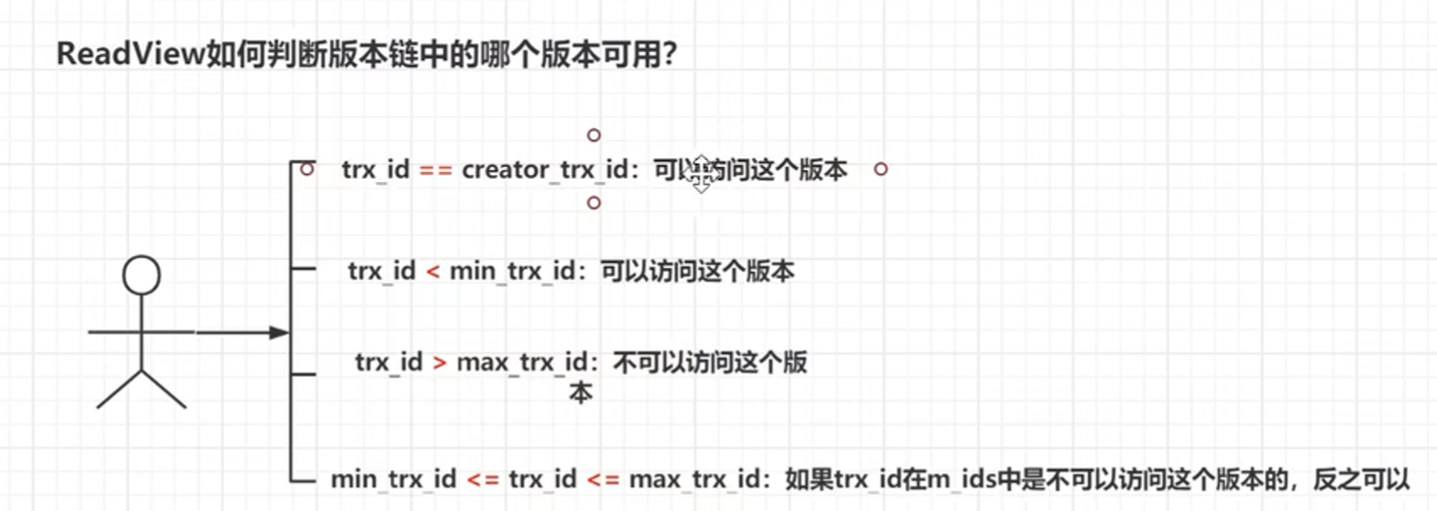 ReadView如何判断版本链中的哪个版本可用？
trx_id == creator_trx_id：可以访问这个版本
trx_id < min_trx_id：可以访问这个版本
trx_id > max_trx_id：不可以访问这个版
本
min_trx_id <= trx_id <= max_trx_id：如果trx_id在m_ids中是不可以访问这个版本的，反之可以